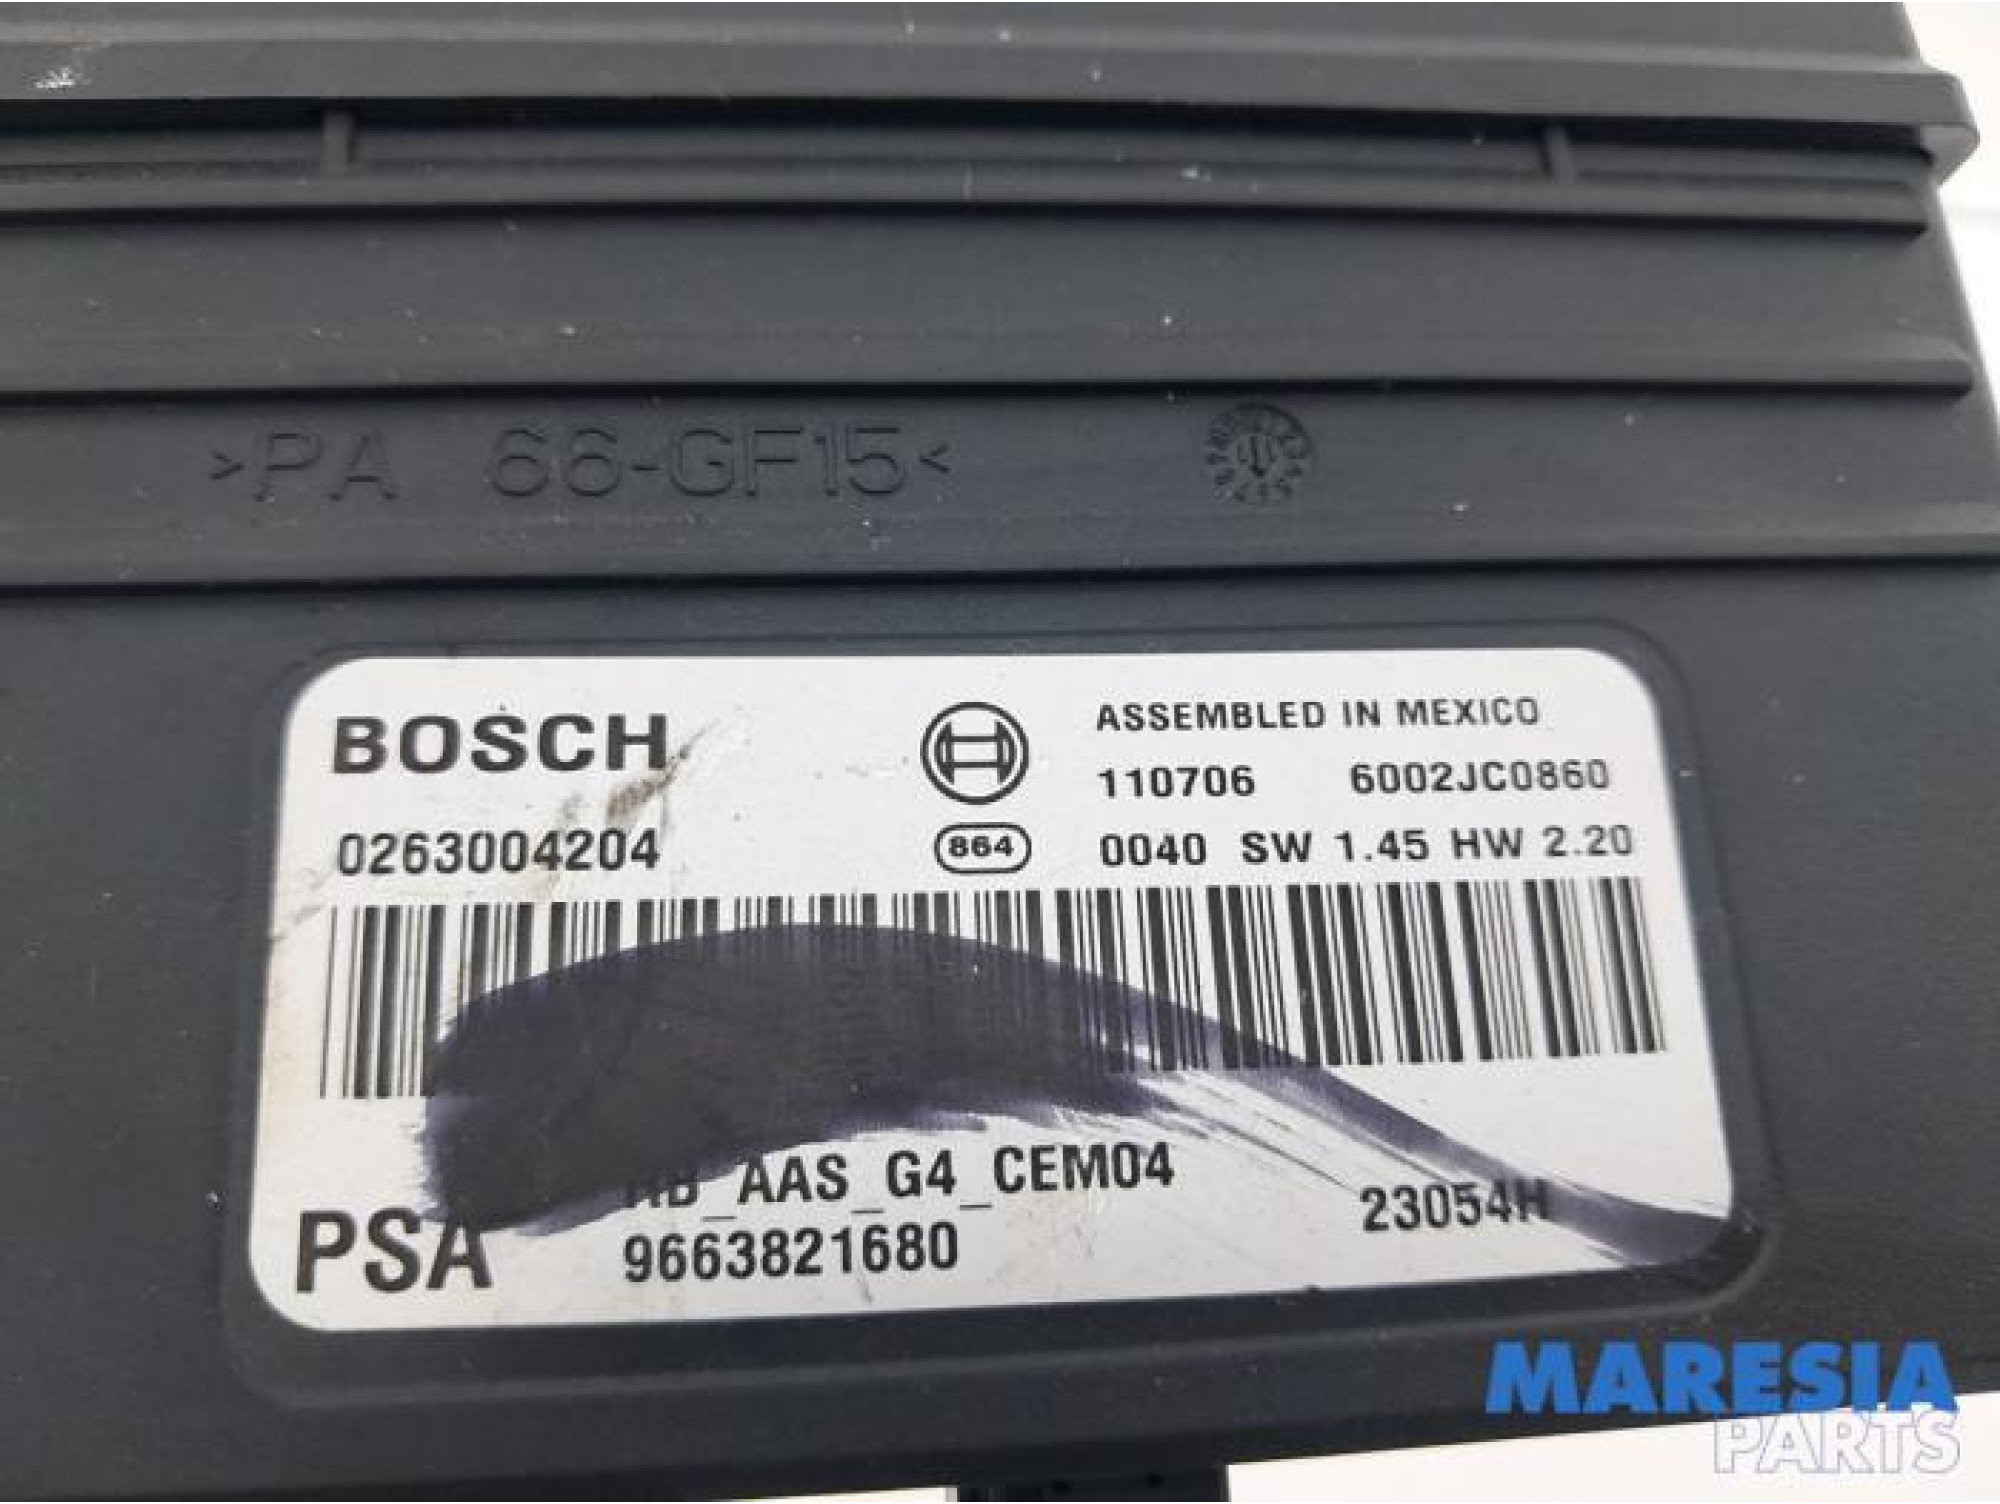 >PA 66-GF15<
BOSCH
ASSEMBLED IN MEXICO
110706 6002JC0860
0263004204
864
0040 SW 1.45 HW 2.20
AAS_G4_CEM04
23054H
PSA
9663821680
MARESIA
PARTS